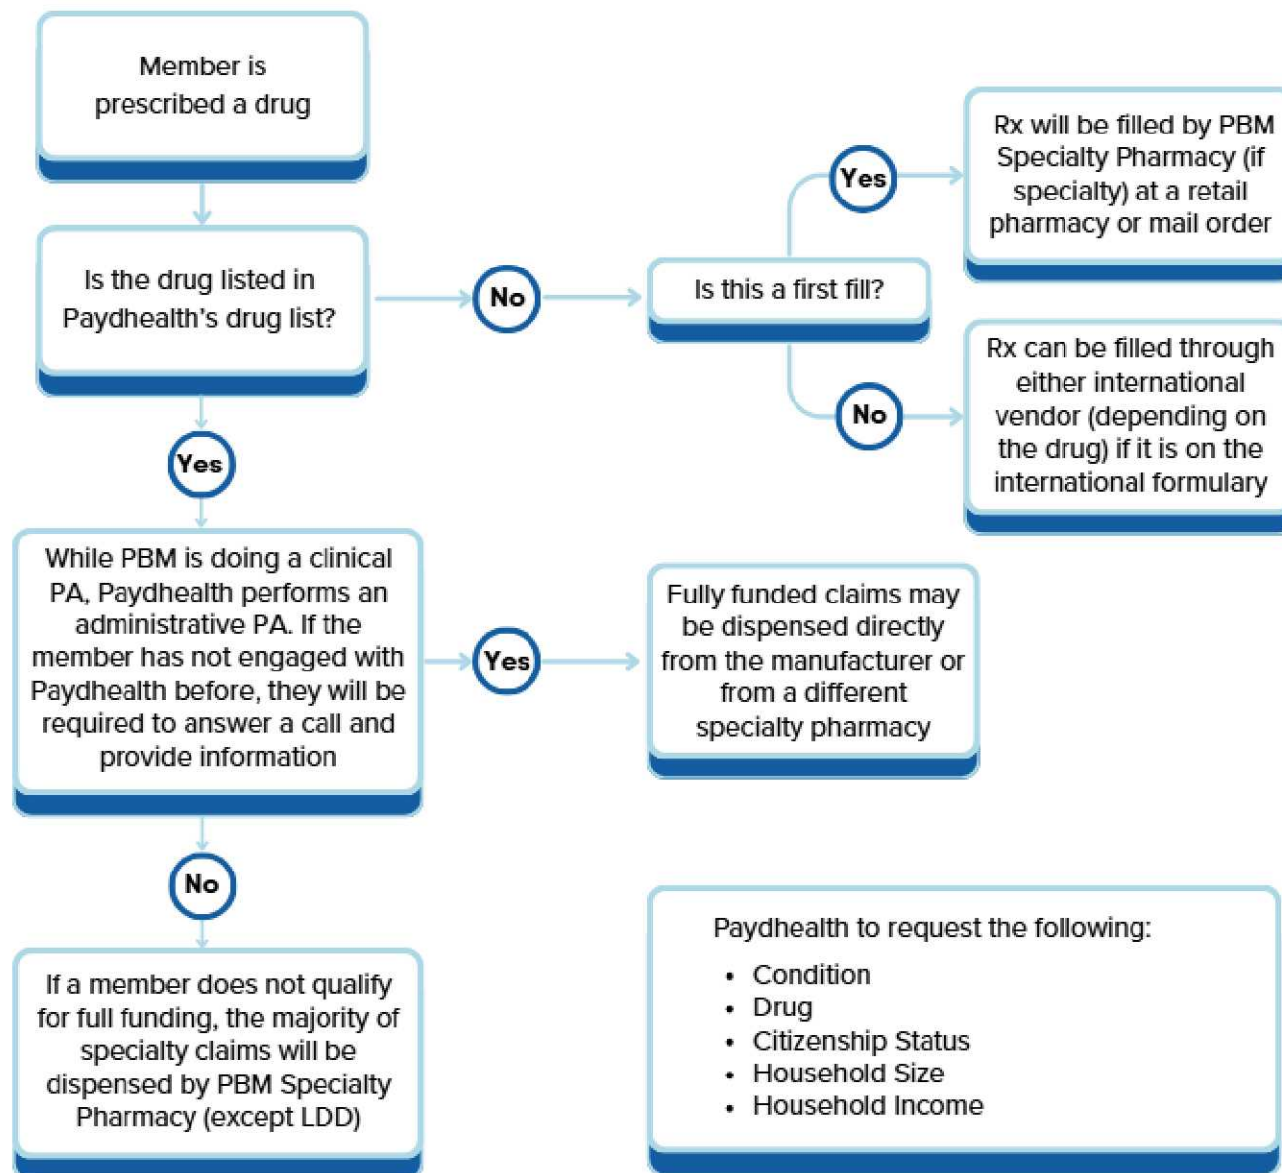 Member is
prescribed a drug
Is the drug listed in
Paydhealth's drug list?
No
Is this a first fill?
Yes
Rx will be filled by PBM
Specialty Pharmacy (if
specialty) at a retail
pharmacy or mail order
No
Rx can be filled through
either international
vendor (depending on
the drug) if it is on the
international formulary
Yes
While PBM is doing a clinical
PA, Paydhealth performs an
administrative PA. If the
member has not engaged with
Paydhealth before, they will be
required to answer a call and
provide information
Yes
Fully funded claims may
be dispensed directly
from the manufacturer or
from a different
specialty pharmacy
No
If a member does not qualify
for full funding, the majority of
specialty claims will be
dispensed by PBM Specialty
Pharmacy (except LDD)
Paydhealth to request the following:
• Condition
• Drug
• Citizenship Status
• Household Size
• Household Income